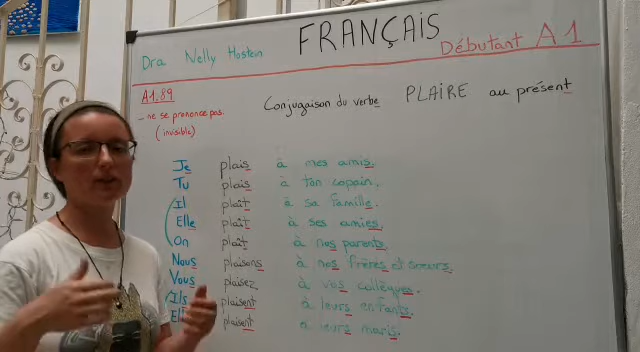 FRANÇAIS
Dra Nelly Hostein
Débutant A1
A1.89
- ne se prononce pas.
(invisible)
Conjugaison du verbe PLAIRE au présent
Je plais à mes amis.
Tu plais à ton copain.
Il plaît à sa famille.
Elle plaît à ses amies.
On plaît à nos parents.
Nous plaisons à nos frères et soeurs.
Vous plaisez à vos collègues.
Ils plaisent à leurs enfants.
plaisent à leurs maris.